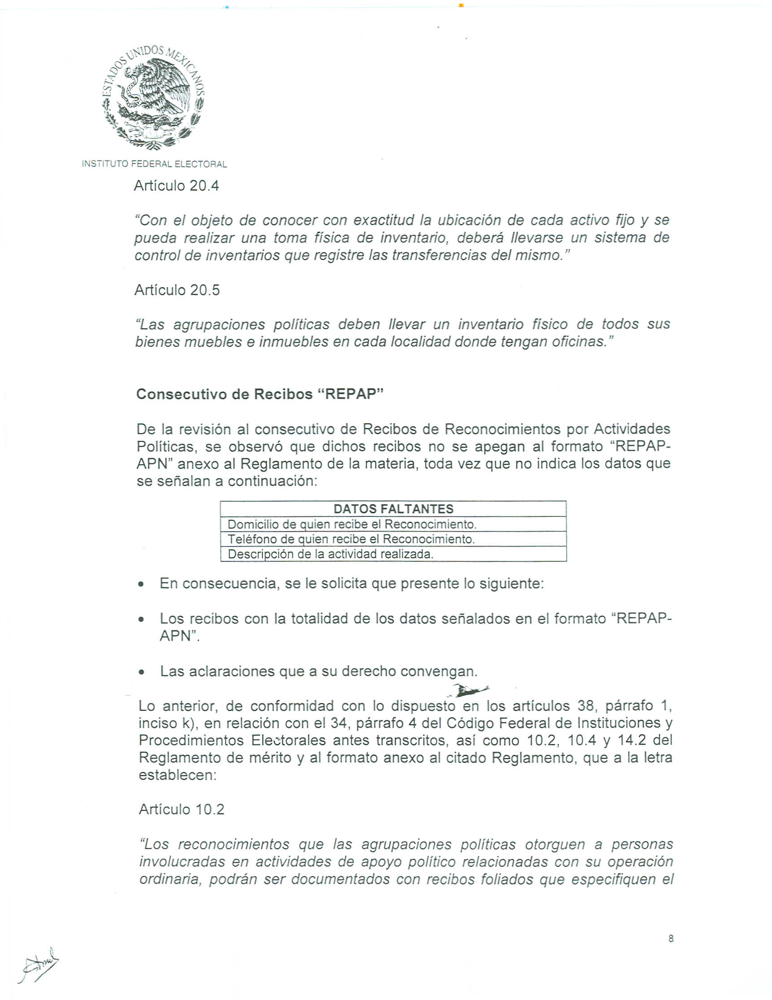 ESTADOS UNIDOS MEXICANOS
INSTITUTO FEDERAL ELECTORAL
Artículo 20.4
“Con el objeto de conocer con exactitud la ubicación de cada activo fijo y se
pueda realizar una toma física de inventario, deberá llevarse un sistema de
control de inventarios que registre las transferencias del mismo.”
Artículo 20.5
“Las agrupaciones políticas deben llevar un inventario físico de todos sus
bienes muebles e inmuebles en cada localidad donde tengan oficinas.”
Consecutivo de Recibos “REPAP”
De la revisión al consecutivo de Recibos de Reconocimientos por Actividades
Políticas, se observó que dichos recibos no se apegan al formato “REPAP-
APN” anexo al Reglamento de la materia, toda vez que no indica los datos que
se señalan a continuación:
DATOS FALTANTES
Domicilio de quien recibe el Reconocimiento.
Teléfono de quien recibe el Reconocimiento.
Descripción de la actividad realizada.
• En consecuencia, se le solicita que presente lo siguiente:
• Los recibos con la totalidad de los datos señalados en el formato “REPAP-
APN”.
• Las aclaraciones que a su derecho convengan.
Lo anterior, de conformidad con lo dispuesto en los artículos 38, párrafo 1,
inciso k), en relación con el 34, párrafo 4 del Código Federal de Instituciones y
Procedimientos Electorales antes transcritos, así como 10.2, 10.4 y 14.2 del
Reglamento de mérito y al formato anexo al citado Reglamento, que a la letra
establecen:
Artículo 10.2
“Los reconocimientos que las agrupaciones políticas otorguen a personas
involucradas en actividades de apoyo político relacionadas con su operación
ordinaria, podrán ser documentados con recibos foliados que especifiquen el
8